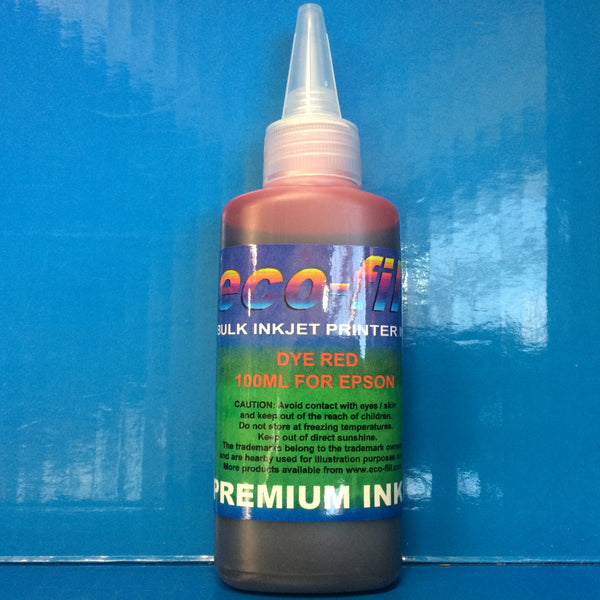 eco-fil
BULK INKJET PRINTER
DYE RED
100ML FOR EPSON
CAUTION: Avoid contact with eyes / skin
and keep out of the reach of children.
Do not store at freezing temperatures.
Keep out of direct sunshine.
The trademarks belong to the trademark
and are hearby used for illustration purposes
More products available from www.eco-fill.
PREMIUM INK